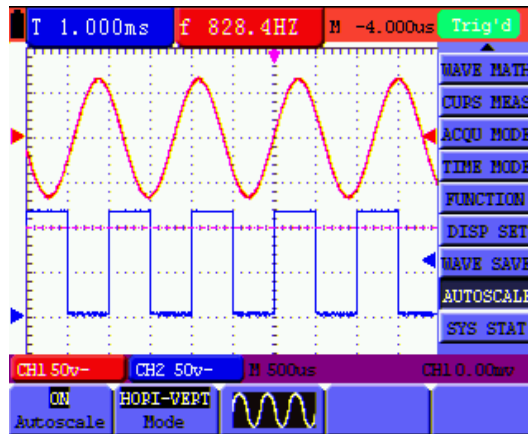 T 1.000ms f 828.4HZ M -4.000us Trig'd
WAVE MATH
CURS MEAS
ACQU MODE
TIME MODE
FUNCTION
DISP SET
WAVE SAVE
AUTOSCALE
SYS STAT
CH1 50v~ CH2 50v~ M 500us CH1 0.00mv
ON
Autoscale
HORI-VERT
Mode